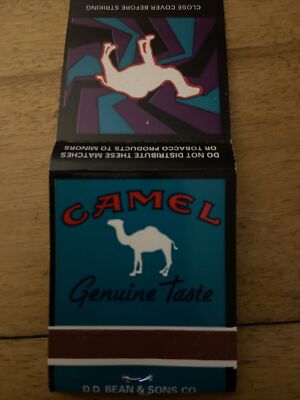 CLOSE COVER BEFORE STRIKING
DO NOT DISTRIBUTE THESE MATCHES
OR TOBACCO PRODUCTS TO MINORS
CAMEL
Genuine Taste
D.D. BEAN & SONS CO